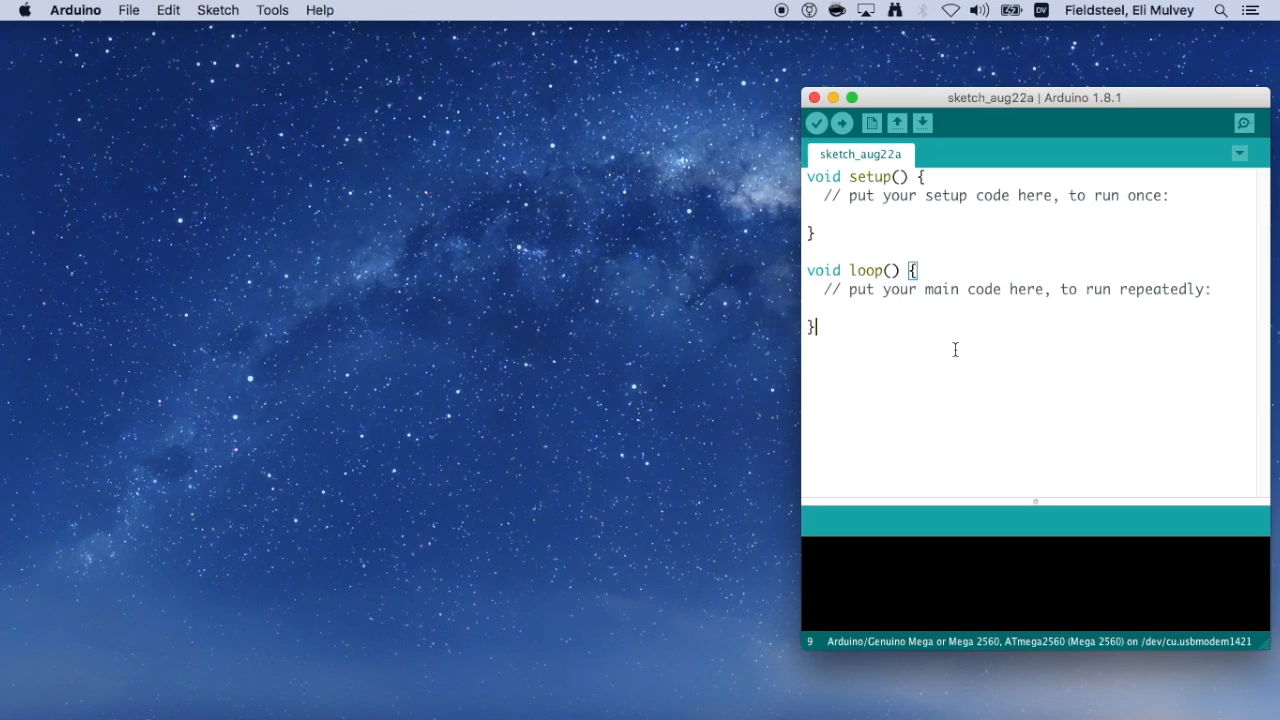 Arduino File Edit Sketch Tools Help DV Fieldsteel, Eli Mulvey
sketch_aug22a | Arduino 1.8.1
sketch_aug22a
void setup() {
  // put your setup code here, to run once:
}
void loop() {
  // put your main code here, to run repeatedly:
}
9 Arduino/Genuino Mega or Mega 2560, ATmega2560 (Mega 2560) on /dev/cu.usbmodem1421